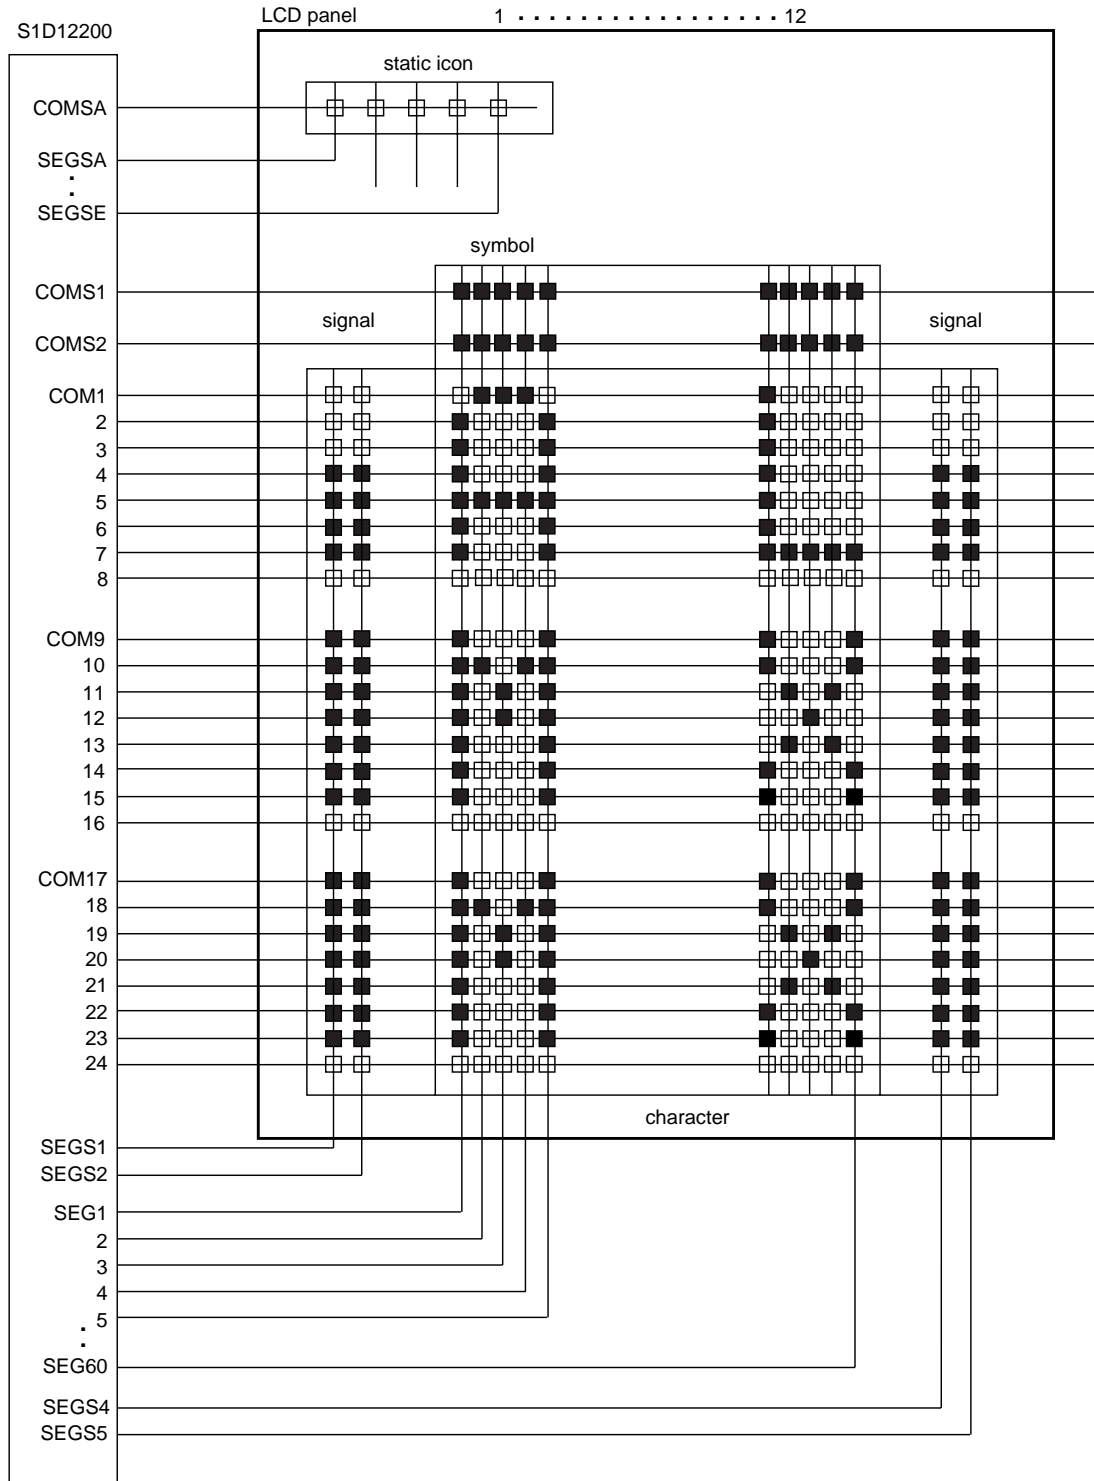 LCD panel 1 . . . . . . . . . . . . . . . . . 12
S1D12200
static icon
COMSA
SEGSA
:
SEGSE
symbol
COMS1
signal signal
COMS2
COM1
2
3
4
5
6
7
8
COM9
10
11
12
13
14
15
16
COM17
18
19
20
21
22
23
24
character
SEGS1
SEGS2
SEG1
2
3
4
5
:
SEG60
SEGS4
SEGS5